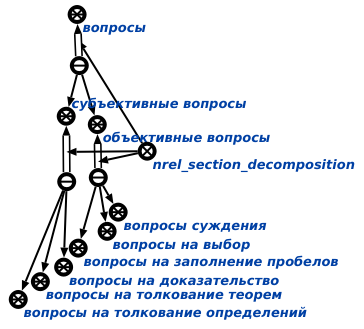 вопросы
субъективные вопросы
объективные вопросы
nrel_section_decomposition
вопросы суждения
вопросы на выбор
вопросы на заполнение пробелов
вопросы на доказательство
вопросы на толкование теорем
вопросы на толкование определений